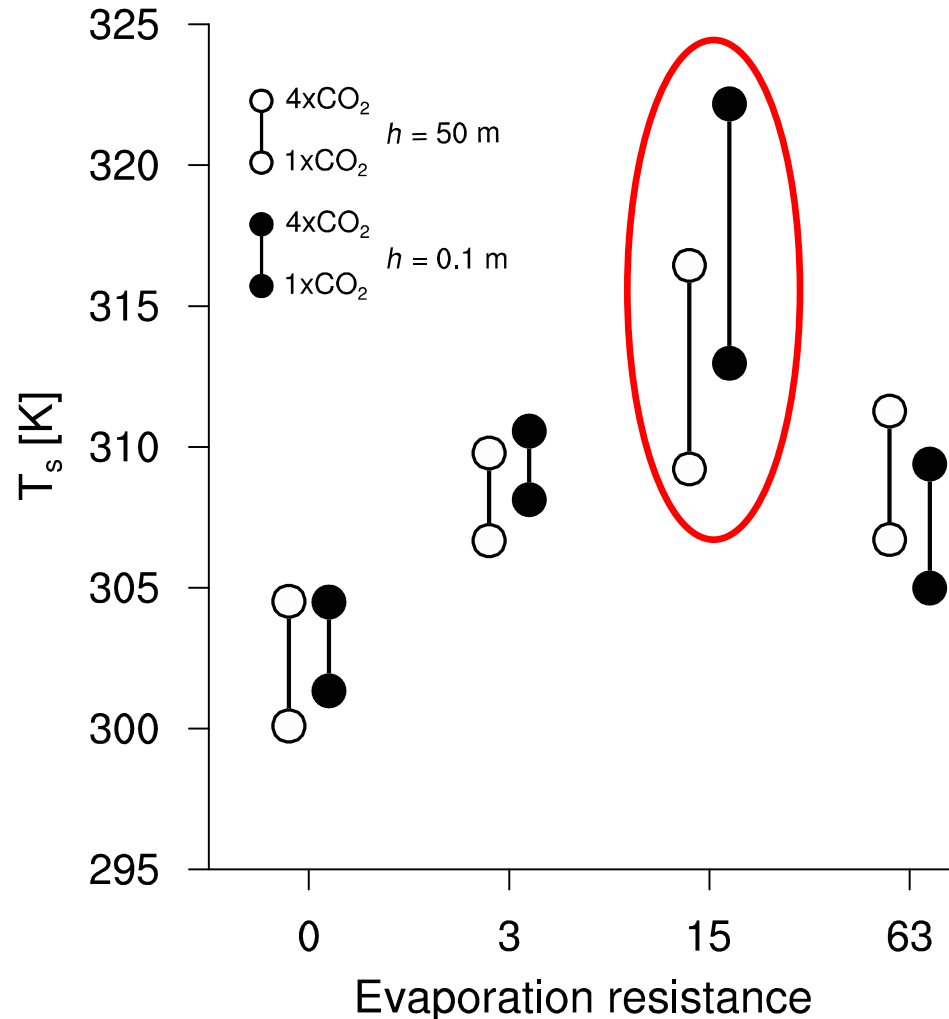 325
320
315
310
305
300
295
T_s [K]
4xCO₂
1xCO₂
h = 50 m
4xCO₂
1xCO₂
h = 0.1 m
0 3 15 63
Evaporation resistance